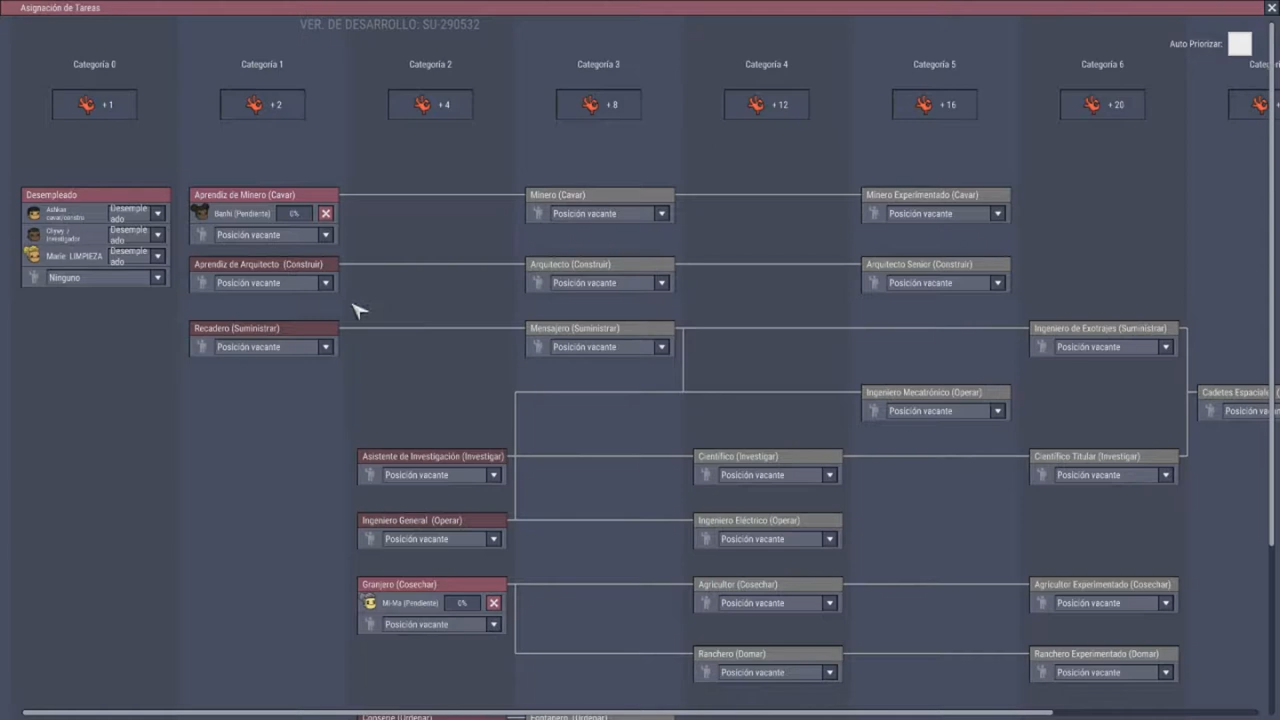 Asignación de Tareas
VER. DE DESARROLLO: SU-290532
Auto Priorizar:
Categoría 0
Categoría 1
Categoría 2
Categoría 3
Categoría 4
Categoría 5
Categoría 6
+ 1
+ 2
+ 4
+ 8
+ 12
+ 16
+ 20
Desempleado
Desemple
ado
Desemple
ado
Marie LIMPIEZA
Desemple
ado
Ninguno
Aprendiz de Minero (Cavar)
Banhi (Pendiente) 0%
Posición vacante
Minero (Cavar)
Posición vacante
Minero Experimentado (Cavar)
Posición vacante
Aprendiz de Arquitecto (Construir)
Posición vacante
Arquitecto (Construir)
Posición vacante
Arquitecto Senior (Construir)
Posición vacante
Recadero (Suministrar)
Posición vacante
Mensajero (Suministrar)
Posición vacante
Ingeniero de Exotrajes (Suministrar)
Posición vacante
Ingeniero Mecatrónico (Operar)
Posición vacante
Cadetes Espaciale
Asistente de Investigación (Investigar)
Posición vacante
Científico (Investigar)
Posición vacante
Científico Titular (Investigar)
Posición vacante
Ingeniero General (Operar)
Posición vacante
Ingeniero Eléctrico (Operar)
Posición vacante
Granjero (Cosechar)
Mi-Ma (Pendiente) 0%
Posición vacante
Agricultor (Cosechar)
Posición vacante
Agricultor Experimentado (Cosechar)
Posición vacante
Ranchero (Domar)
Posición vacante
Ranchero Experimentado (Domar)
Posición vacante